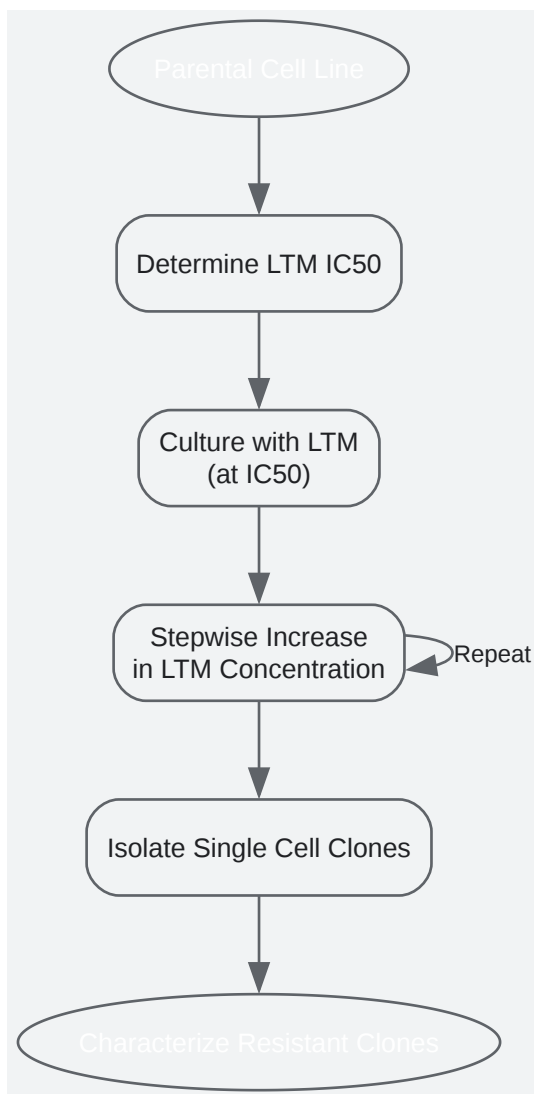 Parental Cell Line
Determine LTM IC50
Culture with LTM
(at IC50)
Stepwise Increase
in LTM Concentration
Repeat
Isolate Single Cell Clones
Characterize Resistant Clones